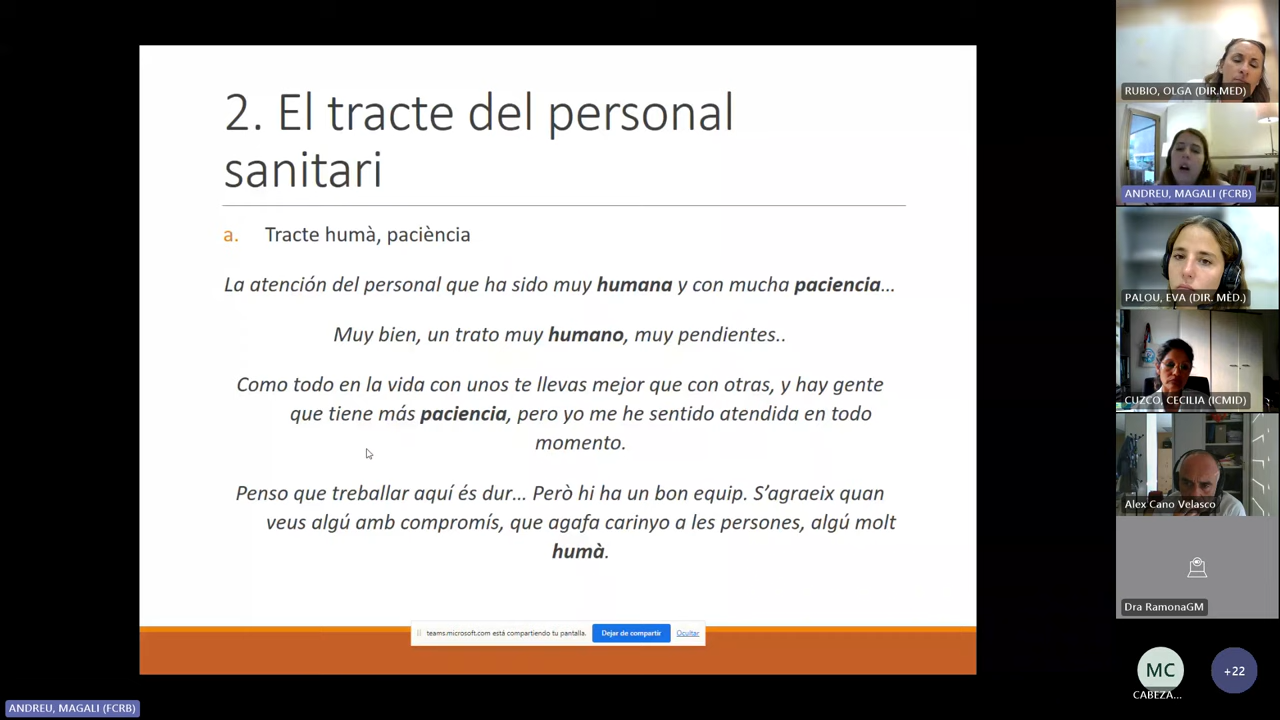 2. El tracte del personal
sanitari
a. Tracte humà, paciència
La atención del personal que ha sido muy humana y con mucha paciencia…
Muy bien, un trato muy humano, muy pendientes..
Como todo en la vida con unos te llevas mejor que con otras, y hay gente
que tiene más paciencia, pero yo me he sentido atendida en todo
momento.
Penso que treballar aquí és dur… Però hi ha un bon equip. S’agraeix quan
veus algú amb compromís, que agafa carinyo a les persones, algú molt
humà.
teams.microsoft.com está compartiendo tu pantalla.
Dejar de compartir
Ocultar
RUBIO, OLGA (DIR.MED)
ANDREU, MAGALI (FCRB)
PALOU, EVA (DIR. MÈD.)
CUZCO, CECILIA (ICMID)
Alex Cano Velasco
Dra RamonaGM
MC
CABEZA...
+22
ANDREU, MAGALI (FCRB)